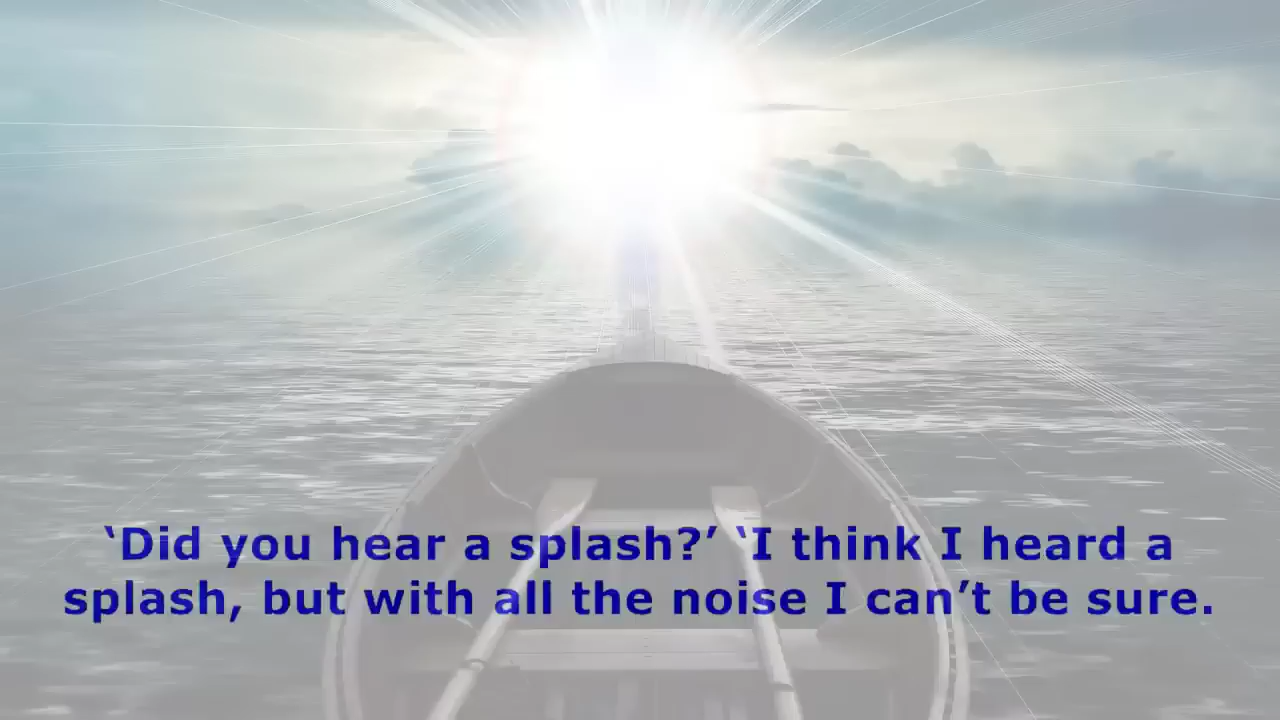 ‘Did you hear a splash?’ ‘I think I heard a
splash, but with all the noise I can’t be sure.